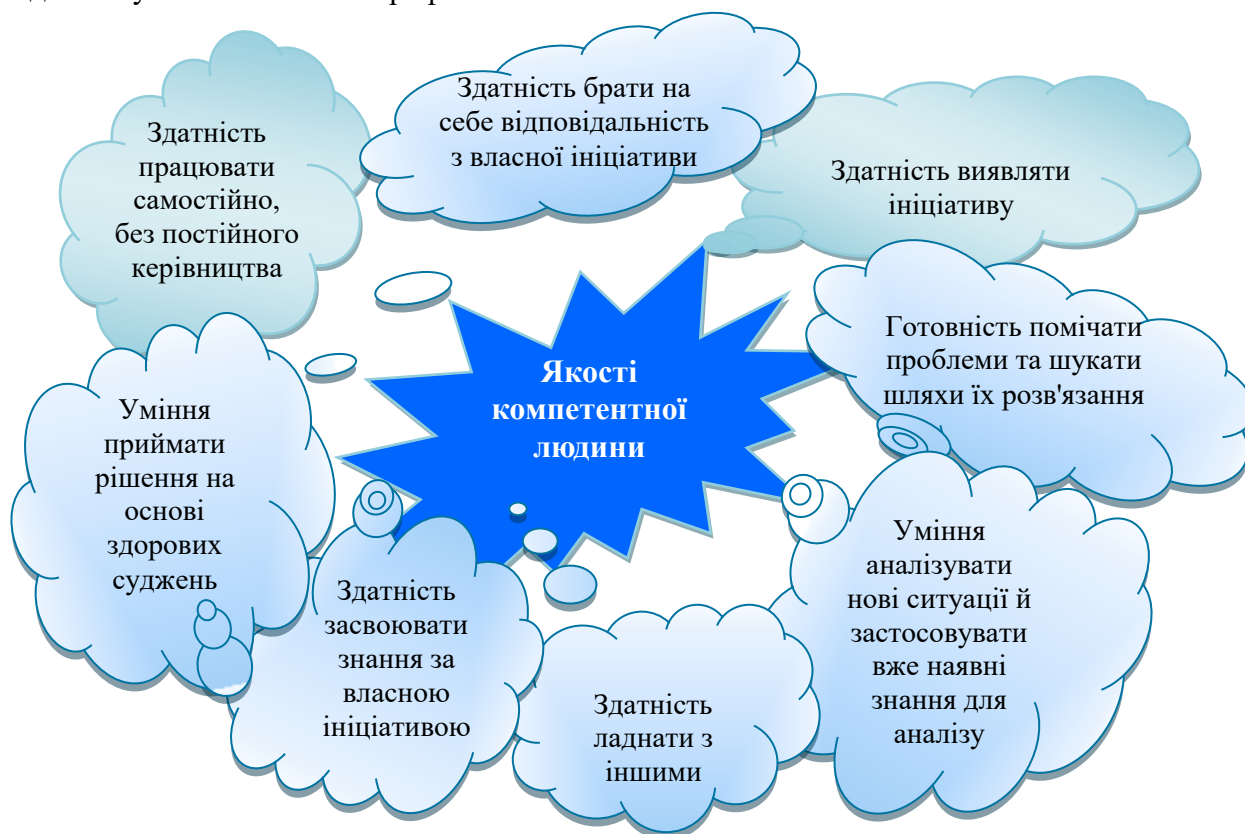 Здатність
працювати
самостійно,
без постійного
керівництва
Здатність брати на
себе відповідальність
з власної ініціативи
Здатність виявляти
ініціативу
Готовність помічати
проблеми та шукати
шляхи їх розв'язання
Якості
компетентної
людини
Уміння
приймати
рішення на
основі
здорових
суджень
Здатність
засвоювати
знання за
власною
ініціативою
Здатність
ладнати з
іншими
Уміння
аналізувати
нові ситуації й
застосовувати
вже наявні
знання для
аналізу